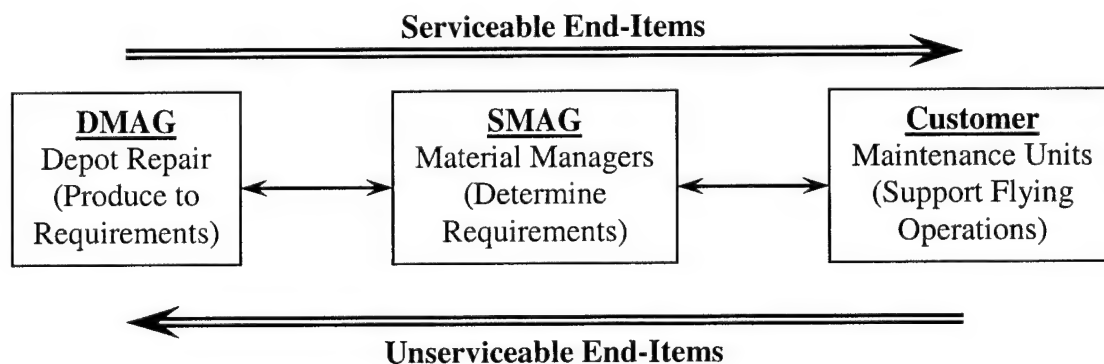 Serviceable End-Items
DMAG
Depot Repair
(Produce to
Requirements)
SMAG
Material Managers
(Determine
Requirements)
Customer
Maintenance Units
(Support Flying
Operations)
Unserviceable End-Items